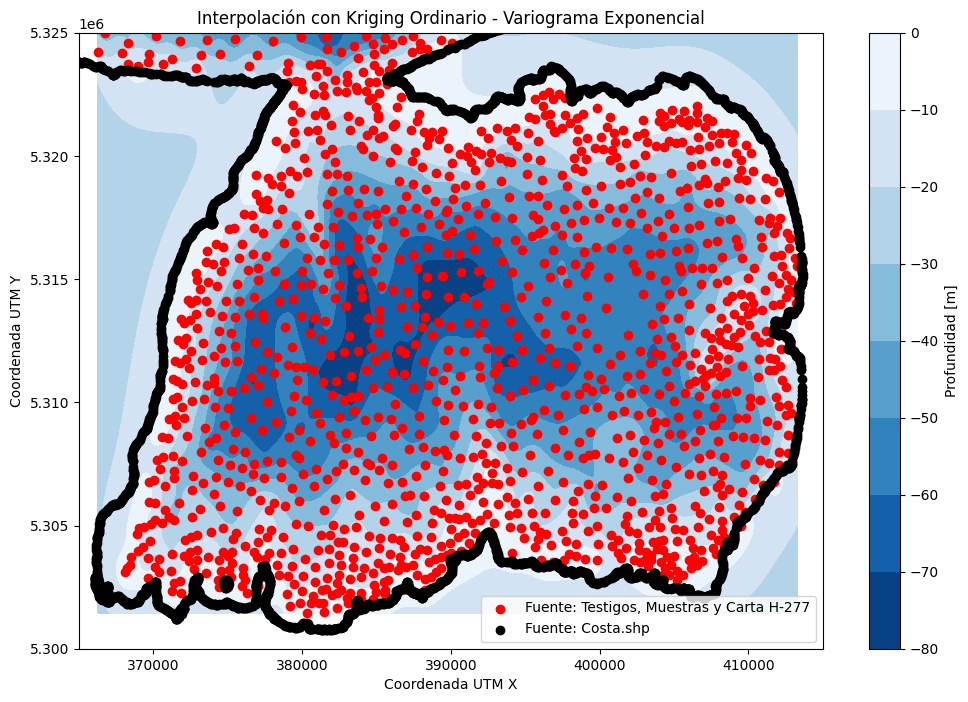 Interpolación con Kriging Ordinario - Variograma Exponencial
1e6
5.325
5.320
5.315
5.310
5.305
5.300
Coordenada UTM Y
370000 380000 390000 400000 410000
Coordenada UTM X
Fuente: Testigos, Muestras y Carta H-277
Fuente: Costa.shp
0
−10
−20
−30
−40
−50
−60
−70
−80
Profundidad [m]